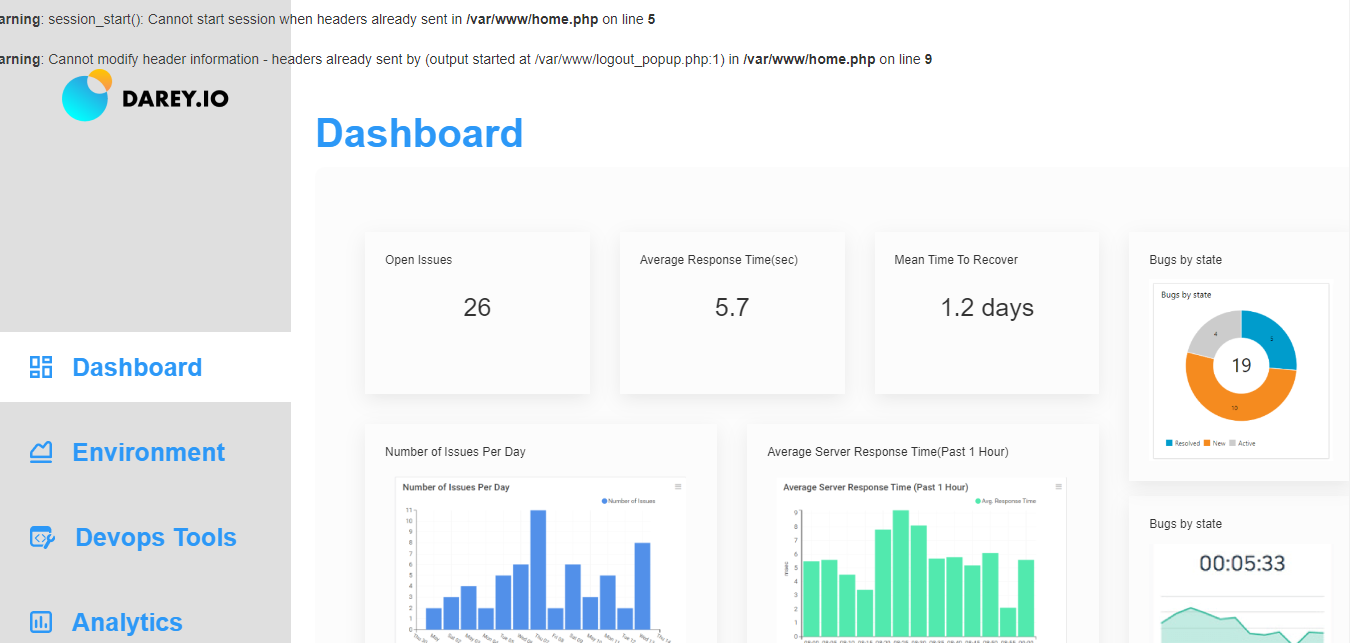 arning: session_start(): Cannot start session when headers already sent in /var/www/home.php on line 5
arning: Cannot modify header information - headers already sent by (output started at /var/www/logout_popup.php:1) in /var/www/home.php on line 9
DAREY.IO
Dashboard
Dashboard
Environment
Devops Tools
Analytics
Open Issues
26
Average Response Time(sec)
5.7
Mean Time To Recover
1.2 days
Bugs by state
Bugs by state
4
5
19
10
Resolved New Active
Number of Issues Per Day
Number of Issues Per Day
Number of Issues
11
10
9
8
7
6
5
4
3
2
1
0
Average Server Response Time(Past 1 Hour)
Average Server Response Time (Past 1 Hour)
Avg. Response Time
msec
9
8
7
6
5
4
3
2
1
0
Bugs by state
00:05:33